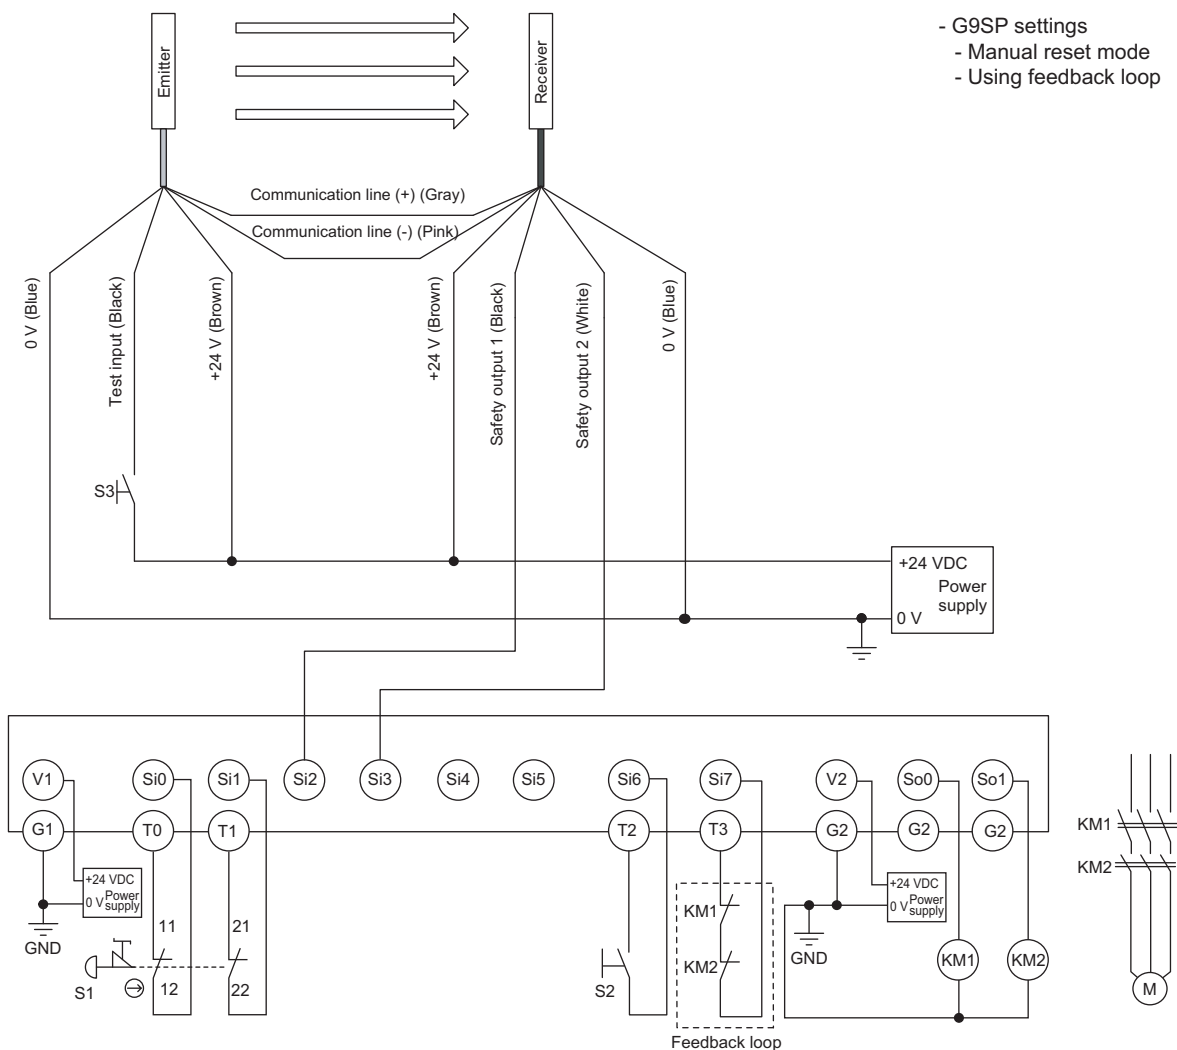 - G9SP settings
- Manual reset mode
- Using feedback loop
Emitter
Receiver
Communication line (+) (Gray)
Communication line (-) (Pink)
0 V (Blue)
Test input (Black)
+24 V (Brown)
+24 V (Brown)
Safety output 1 (Black)
Safety output 2 (White)
0 V (Blue)
S3
+24 VDC
Power
supply
0 V
V1
Si0
Si1
Si2
Si3
Si4
Si5
Si6
Si7
V2
So0
So1
G1
T0
T1
T2
T3
G2
G2
G2
KM1
KM2
M
+24 VDC
0 V Power
supply
GND
11
21
S1
12
22
S2
KM1
KM2
Feedback loop
+24 VDC
0 V Power
supply
GND
KM1
KM2